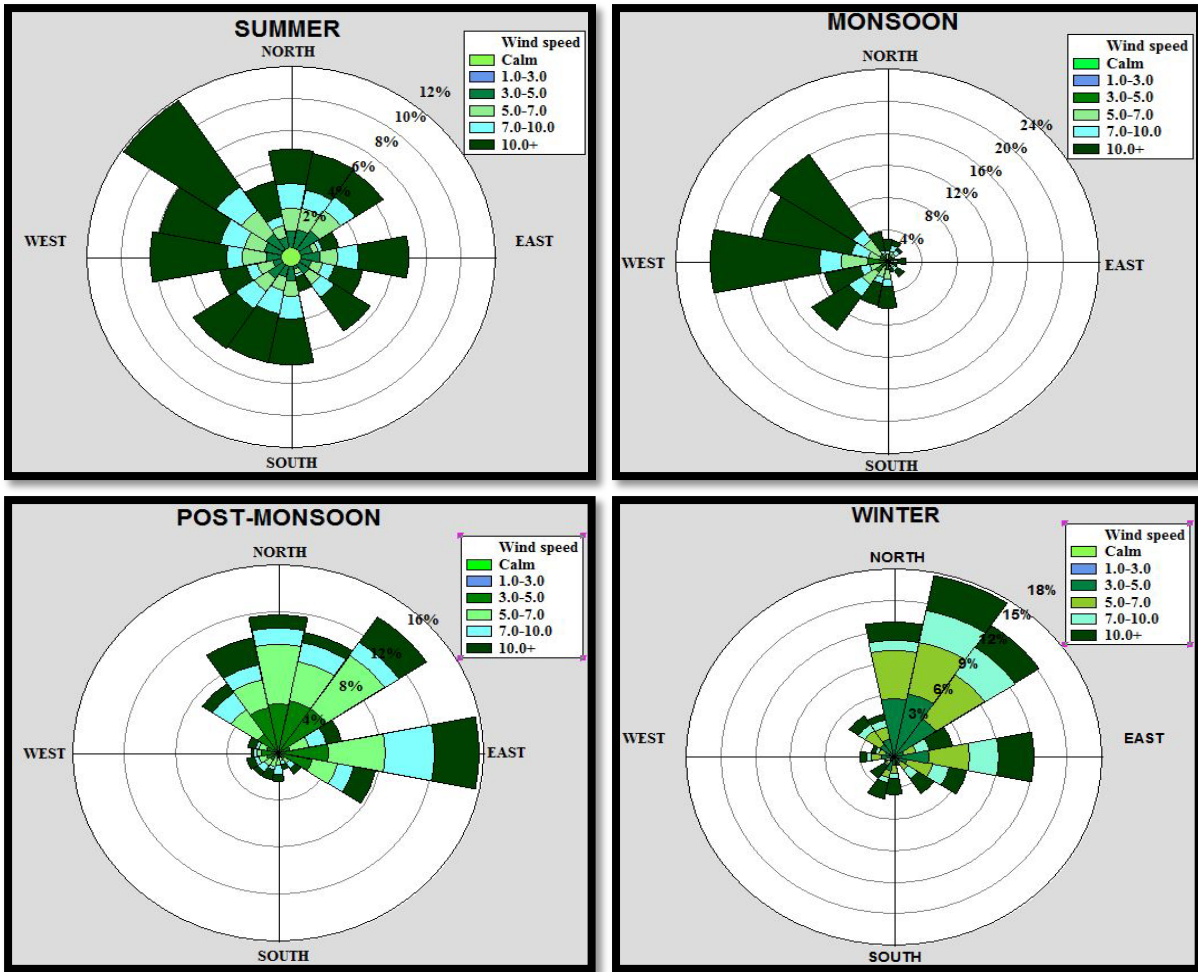 SUMMER
NORTH
Wind speed
Calm
1.0-3.0
3.0-5.0
5.0-7.0
7.0-10.0
10.0+
12%
10%
8%
6%
4%
2%
WEST
EAST
SOUTH
MONSOON
NORTH
Wind speed
Calm
1.0-3.0
3.0-5.0
5.0-7.0
7.0-10.0
10.0+
24%
20%
16%
12%
8%
4%
WEST
EAST
SOUTH
POST-MONSOON
NORTH
Wind speed
Calm
1.0-3.0
3.0-5.0
5.0-7.0
7.0-10.0
10.0+
16%
12%
8%
4%
WEST
EAST
SOUTH
WINTER
NORTH
Wind speed
Calm
1.0-3.0
3.0-5.0
5.0-7.0
7.0-10.0
10.0+
18%
15%
12%
9%
6%
3%
WEST
EAST
SOUTH